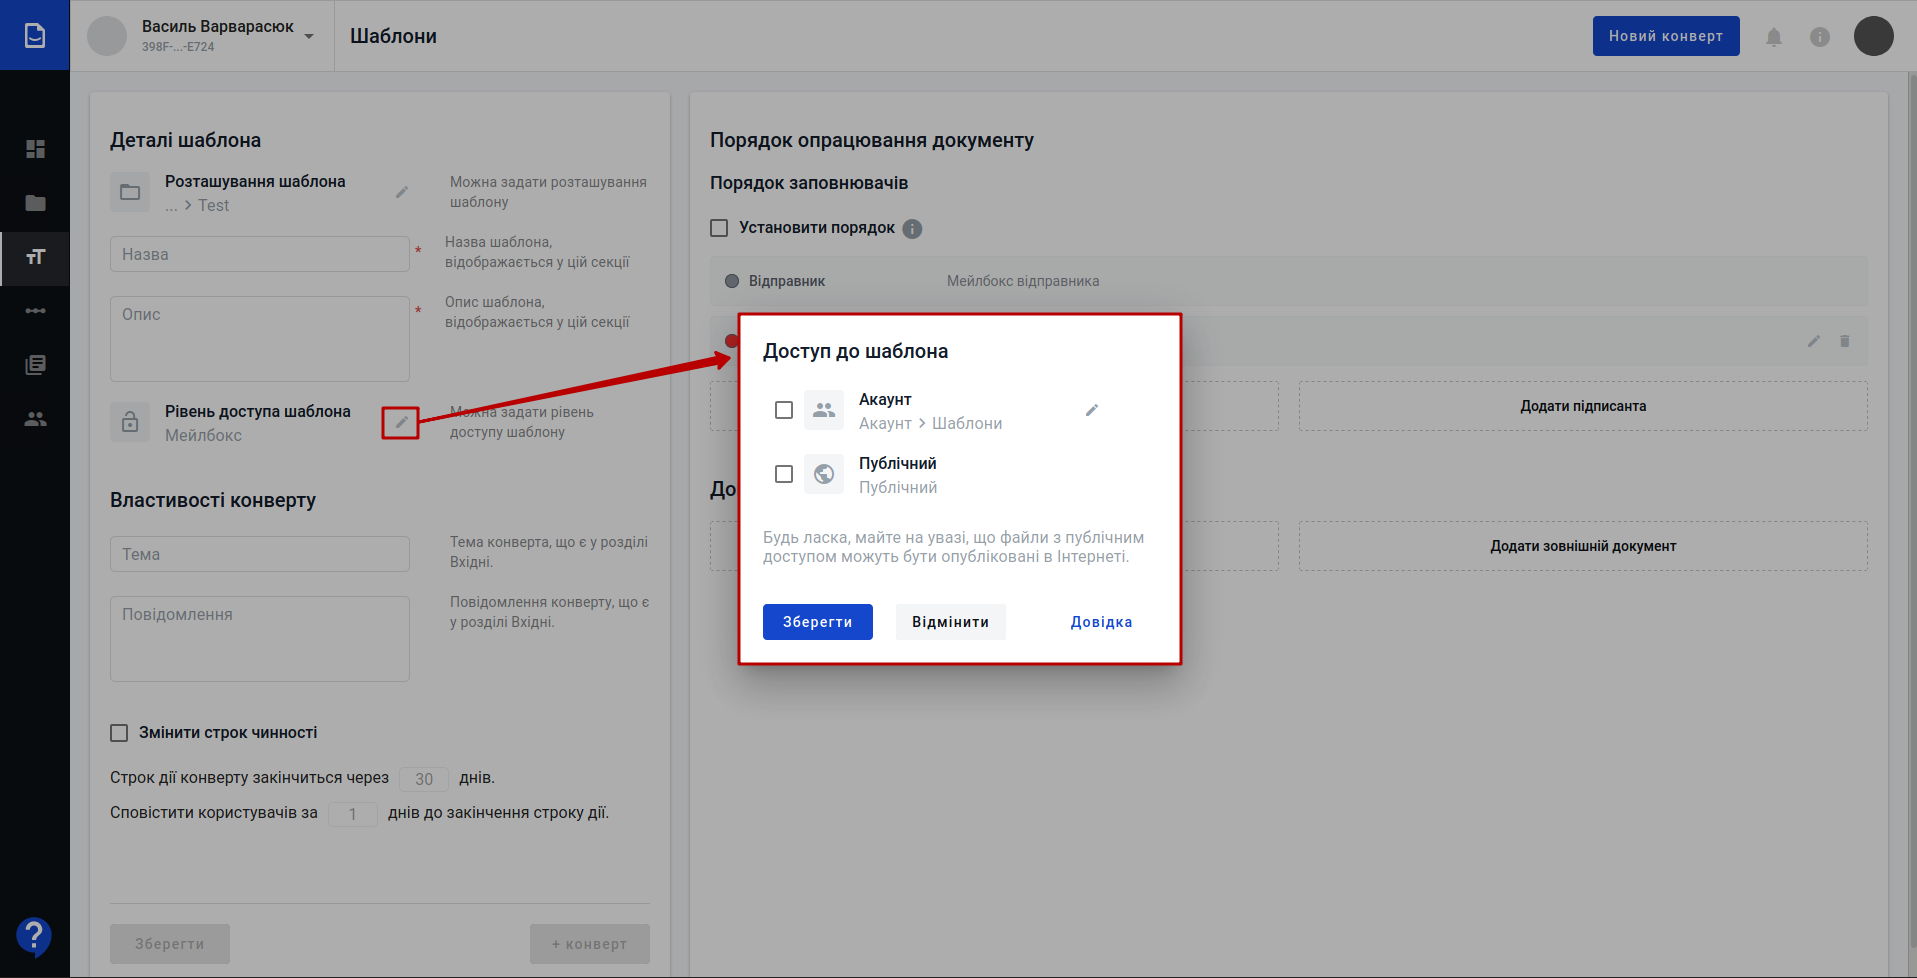 Василь Варварасюк
398F-...-E724
Шаблони
Новий конверт
Деталі шаблона
Розташування шаблона
... > Test
Можна задати розташування
шаблону
Назва *
Назва шаблона,
відображається у цій секції
Опис *
Опис шаблона,
відображається у цій секції
Рівень доступа шаблона
Мейлбокс
Можна задати рівень
доступу шаблону
Властивості конверту
Тема
Тема конверта, що є у розділі
Вхідні.
Повідомлення
Повідомлення конверту, що є
у розділі Вхідні.
Змінити строк чинності
Строк дії конверту закінчиться через 30 днів.
Сповістити користувачів за 1 днів до закінчення строку дії.
Зберегти
+ конверт
Порядок опрацювання документу
Порядок заповнювачів
Установити порядок
Відправник
Мейлбокс відправника
Додати підписанта
До
Додати зовнішній документ
Доступ до шаблона
Акаунт
Акаунт > Шаблони
Публічний
Публічний
Будь ласка, майте на увазі, що файли з публічним
доступом можуть бути опубліковані в Інтернеті.
Зберегти
Відмінити
Довідка